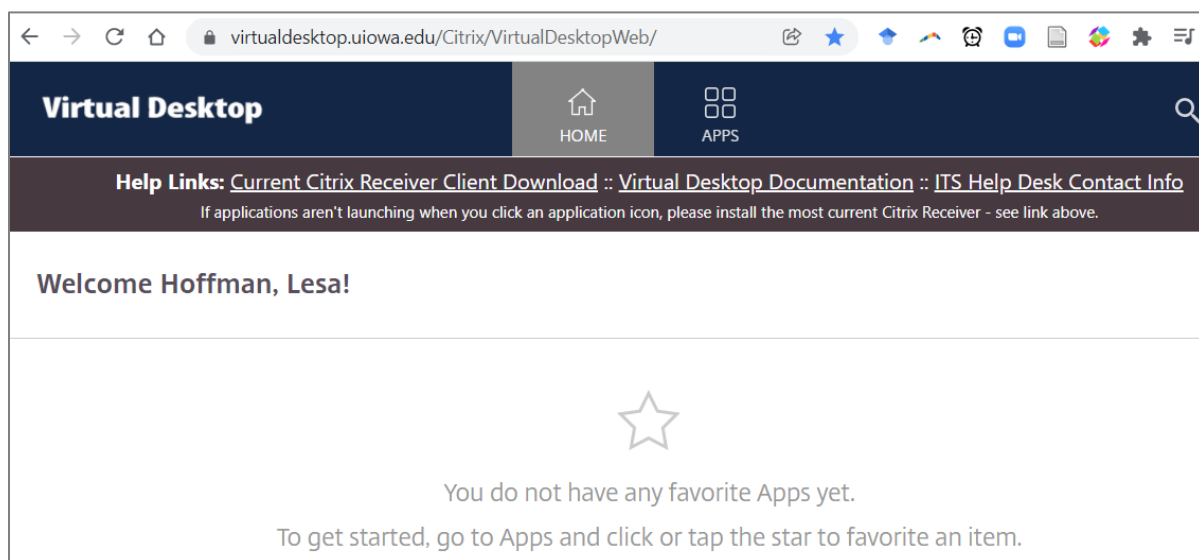 virtualdesktop.uiowa.edu/Citrix/VirtualDesktopWeb/
Virtual Desktop
HOME
APPS
Help Links: Current Citrix Receiver Client Download :: Virtual Desktop Documentation :: ITS Help Desk Contact Info
If applications aren't launching when you click an application icon, please install the most current Citrix Receiver - see link above.
Welcome Hoffman, Lesa!
You do not have any favorite Apps yet.
To get started, go to Apps and click or tap the star to favorite an item.